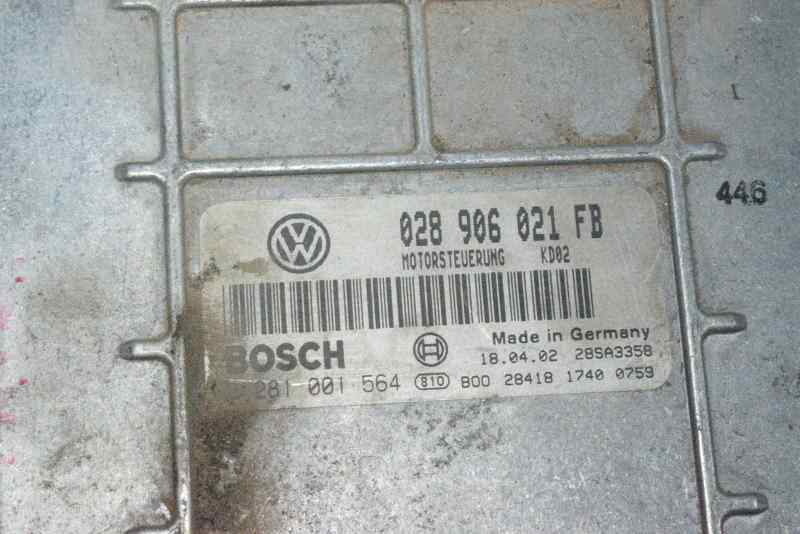 446
028 906 021 FB
MOTORSTEUERUNG KD02
BOSCH
Made in Germany
18.04.02 28SA3358
281 001 564 810 B00 28418 1740 0759